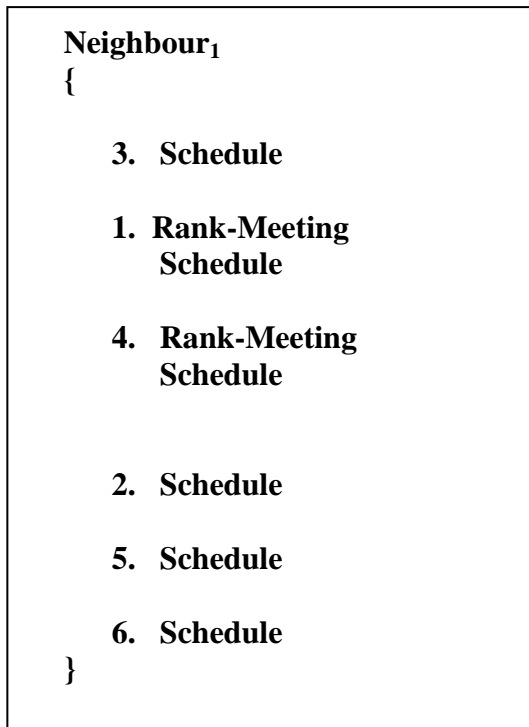 Neighbour₁
{
3. Schedule
1. Rank-Meeting
Schedule
4. Rank-Meeting
Schedule
2. Schedule
5. Schedule
6. Schedule
}